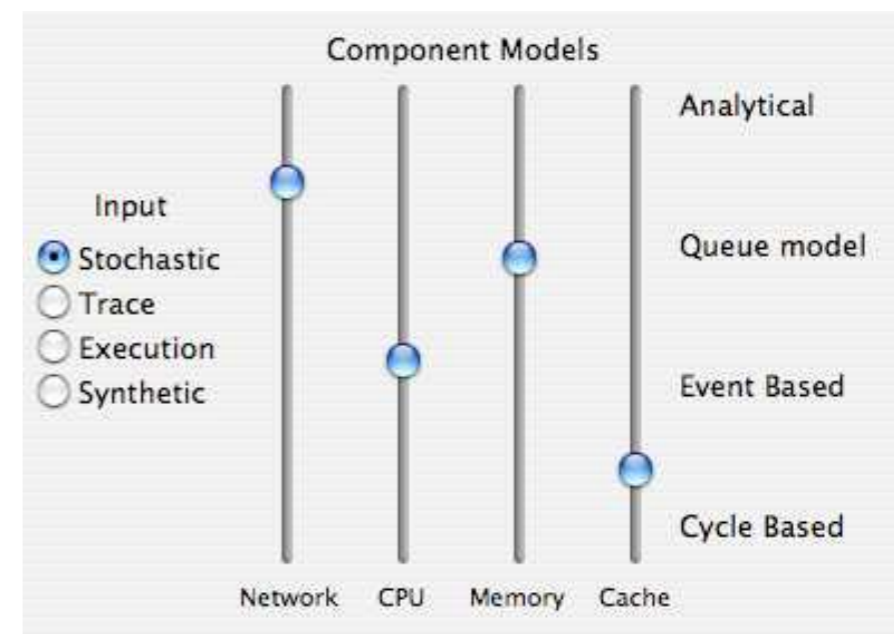 Component Models
Input
Stochastic
Trace
Execution
Synthetic
Analytical
Queue model
Event Based
Cycle Based
Network CPU Memory Cache